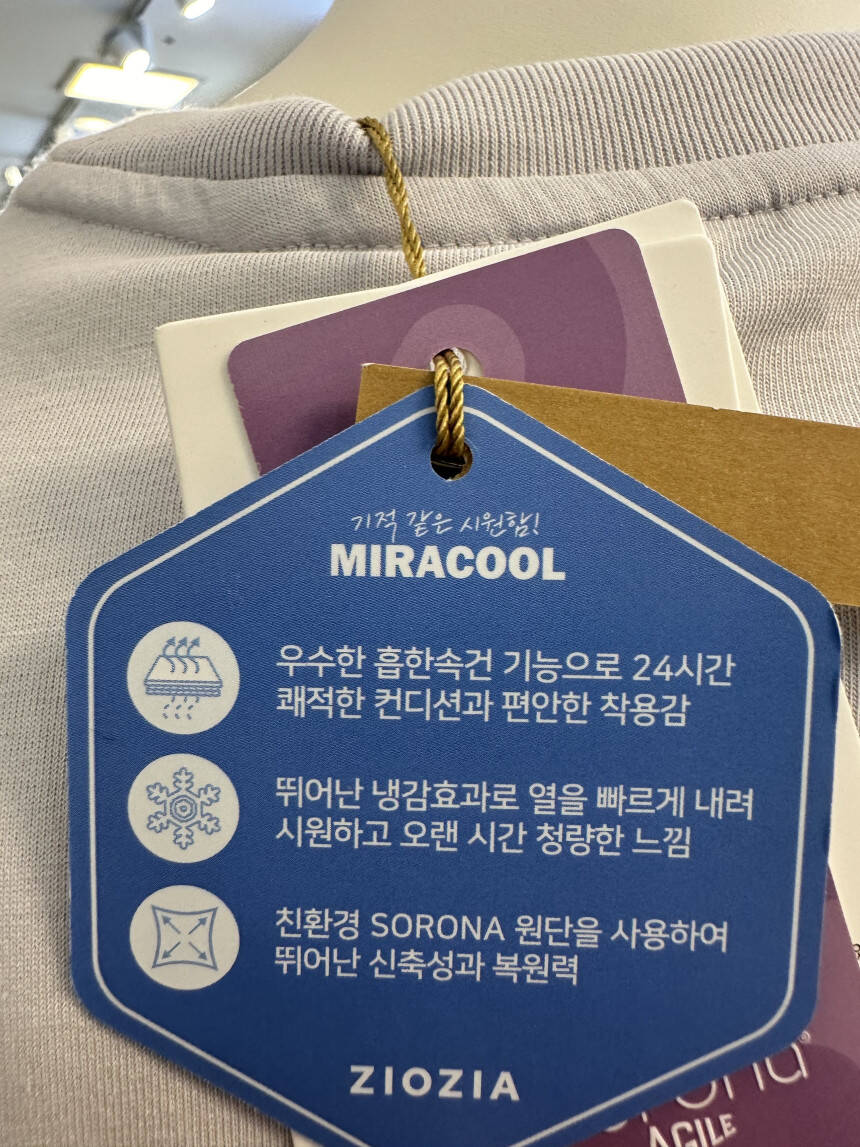 기적 같은 시원함!
MIRACOOL
우수한 흡한속건 기능으로 24시간
쾌적한 컨디션과 편안한 착용감
뛰어난 냉감효과로 열을 빠르게 내려
시원하고 오랜 시간 청량한 느낌
친환경 SORONA 원단을 사용하여
뛰어난 신축성과 복원력
ZIOZIA
AGILE